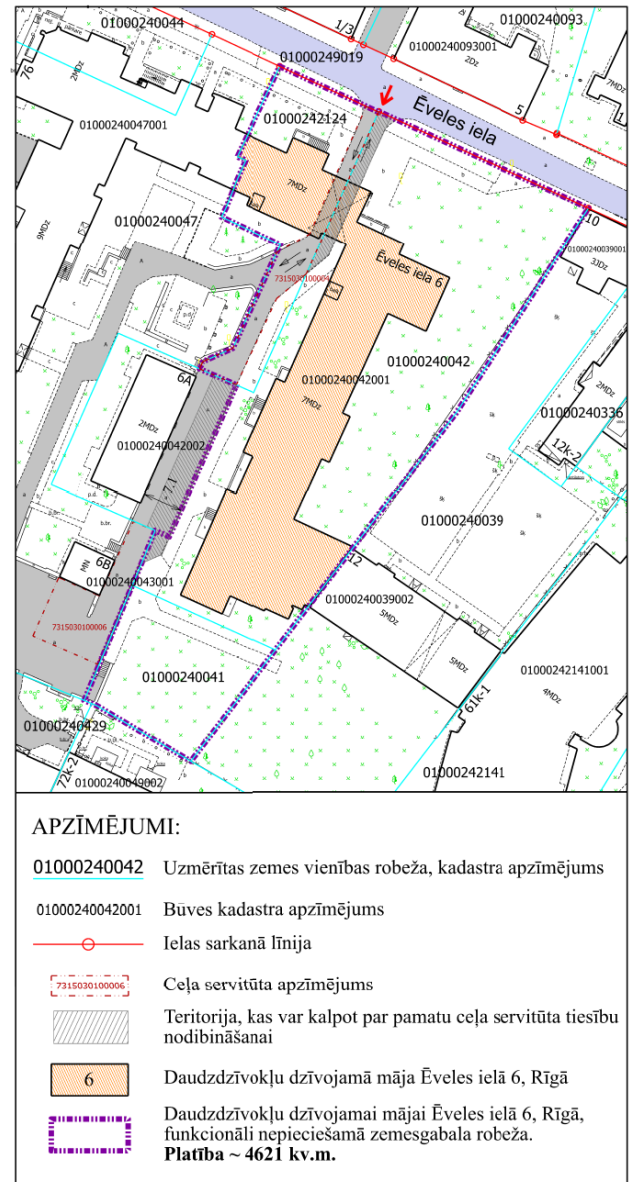 01000240044
1/3
01000240093
01000249019
01000240093001
2DZ
76
2MDz
7MDz
5
Ēveles iela
01000242124
01000240047001
7MDz
10
01000240047
01000240039001
3JDz
9MDz
Ēveles iela 6
7315030100004
01000240042
6A
01000240042001
7MDz
2MDz
01000240336
2MDz
01000240042002
12k-2
7.1
01000240039
6B
MN
12
01000240043001
01000240039002
5MDz
7315030100006
5MDz
01000242141001
4MDz
01000240041
61k-1
01000240429
01000242141
72k-2
01000240049002
APZĪMĒJUMI:
01000240042 Uzmērītas zemes vienības robeža, kadastra apzīmējums
01000240042001 Būves kadastra apzīmējums
Ielas sarkanā līnija
7315030100006 Ceļa servitūta apzīmējums
Teritorija, kas var kalpot par pamatu ceļa servitūta tiesību
nodibināšanai
6 Daudzdzīvokļu dzīvojamā māja Ēveles ielā 6, Rīgā
Daudzdzīvokļu dzīvojamai mājai Ēveles ielā 6, Rīgā,
funkcionāli nepieciešamā zemesgabala robeža.
Platība ~ 4621 kv.m.